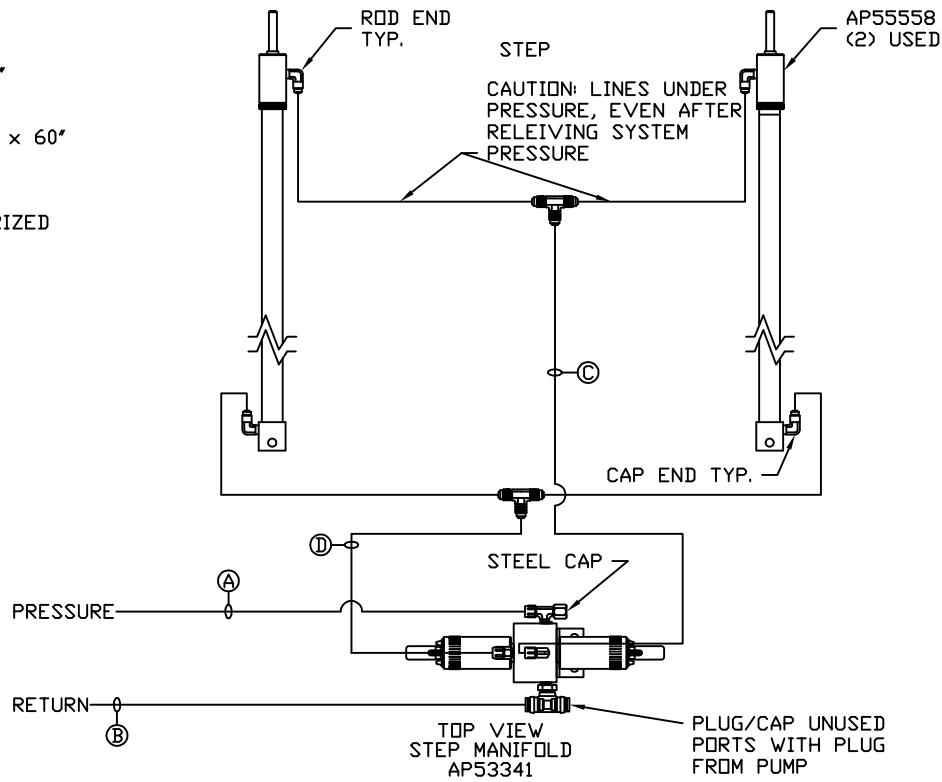 ROD END
TYP.
STEP
AP55558
(2) USED
"
x 60"
RIZED
CAUTION: LINES UNDER
PRESSURE, EVEN AFTER
RELEIVING SYSTEM
PRESSURE
C
CAP END TYP.
D
STEEL CAP
A
PRESSURE
RETURN
B
TOP VIEW
STEP MANIFOLD
AP53341
PLUG/CAP UNUSED
PORTS WITH PLUG
FROM PUMP